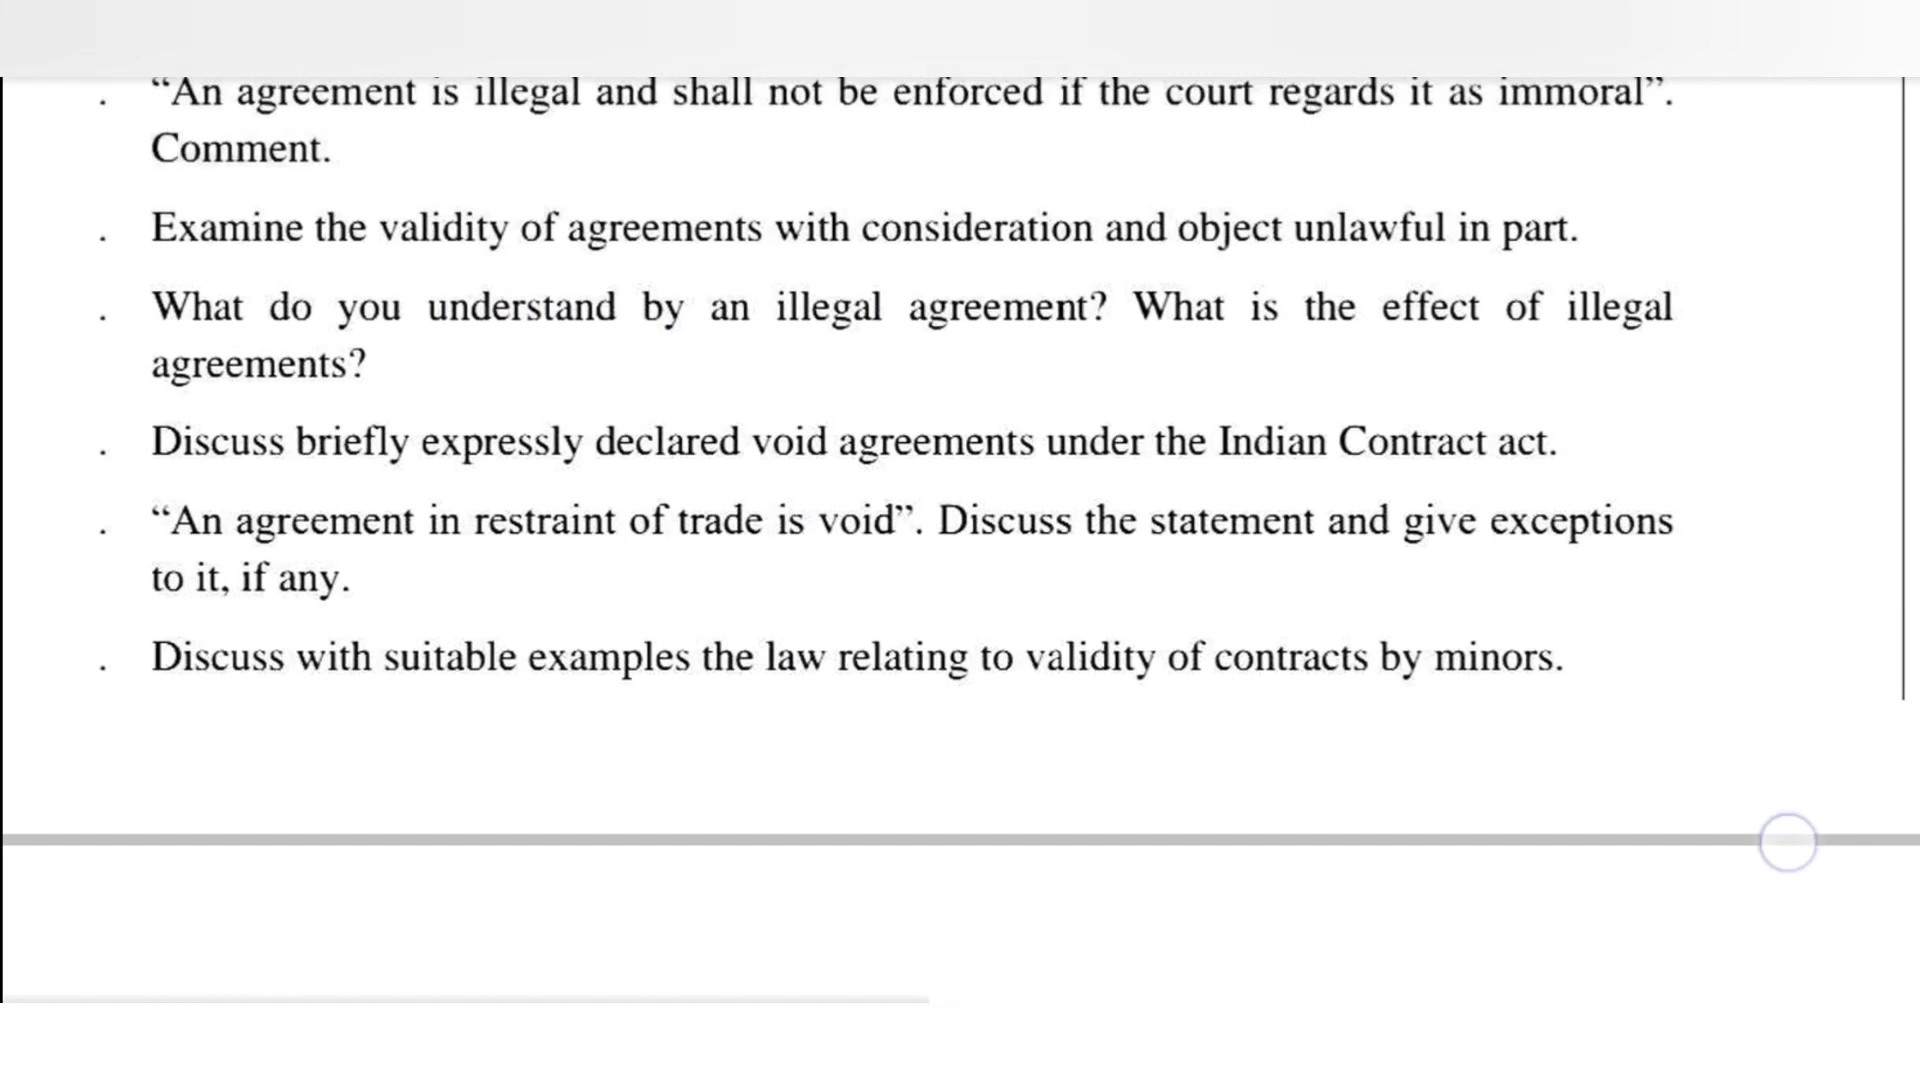 . “An agreement is illegal and shall not be enforced if the court regards it as immoral”.
Comment.
. Examine the validity of agreements with consideration and object unlawful in part.
. What do you understand by an illegal agreement? What is the effect of illegal
agreements?
. Discuss briefly expressly declared void agreements under the Indian Contract act.
. “An agreement in restraint of trade is void”. Discuss the statement and give exceptions
to it, if any.
. Discuss with suitable examples the law relating to validity of contracts by minors.